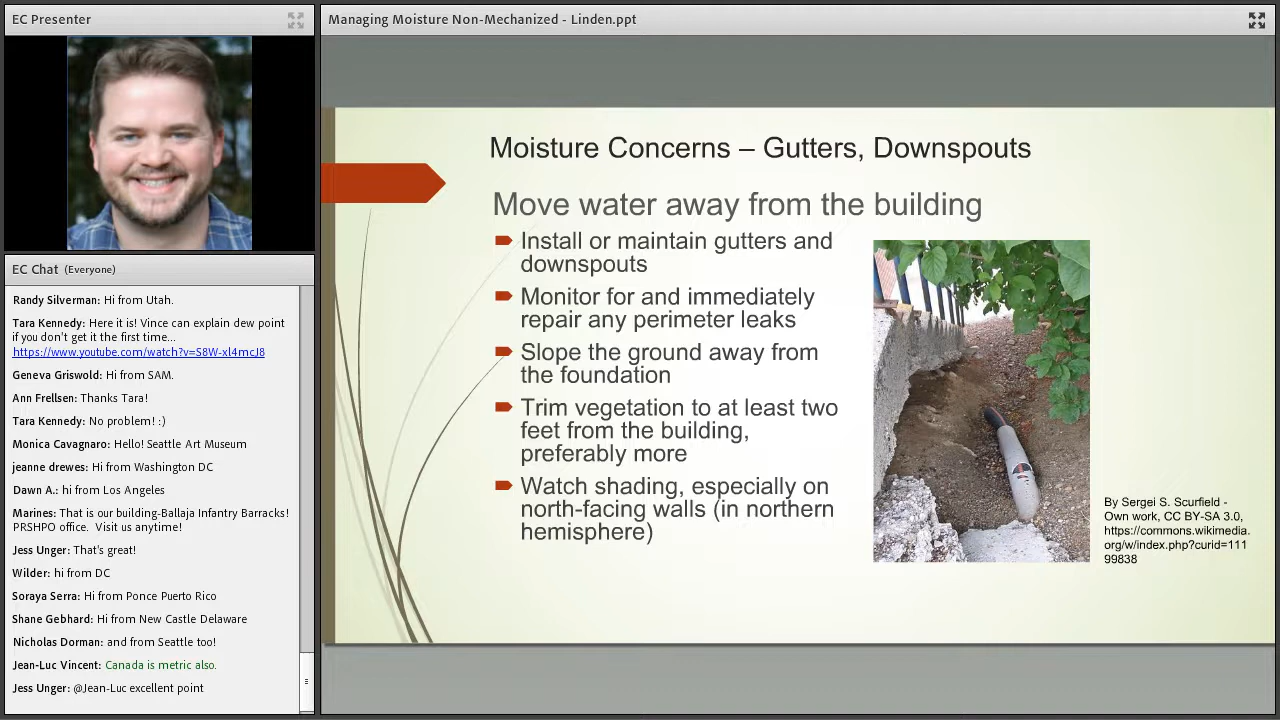 EC Presenter
Managing Moisture Non-Mechanized - Linden.ppt
EC Chat (Everyone)
Randy Silverman: Hi from Utah.
Tara Kennedy: Here it is! Vince can explain dew point
if you don't get it the first time...
https://www.youtube.com/watch?v=S8W-xl4mcJ8
Geneva Griswold: Hi from SAM.
Ann Frellsen: Thanks Tara!
Tara Kennedy: No problem! :)
Monica Cavagnaro: Hello! Seattle Art Museum
jeanne drewes: Hi from Washington DC
Dawn A.: hi from Los Angeles
Marines: That is our building-Ballaja Infantry Barracks!
PRSHPO office.  Visit us anytime!
Jess Unger: That's great!
Wilder: hi from DC
Soraya Serra: Hi from Ponce Puerto Rico
Shane Gebhard: Hi from New Castle Delaware
Nicholas Dorman: and from Seattle too!
Jean-Luc Vincent: Canada is metric also.
Jess Unger: @Jean-Luc excellent point
Moisture Concerns – Gutters, Downspouts
Move water away from the building
Install or maintain gutters and
downspouts
Monitor for and immediately
repair any perimeter leaks
Slope the ground away from
the foundation
Trim vegetation to at least two
feet from the building,
preferably more
Watch shading, especially on
north-facing walls (in northern
hemisphere)
By Sergei S. Scurfield -
Own work, CC BY-SA 3.0,
https://commons.wikimedia.
org/w/index.php?curid=111
99838